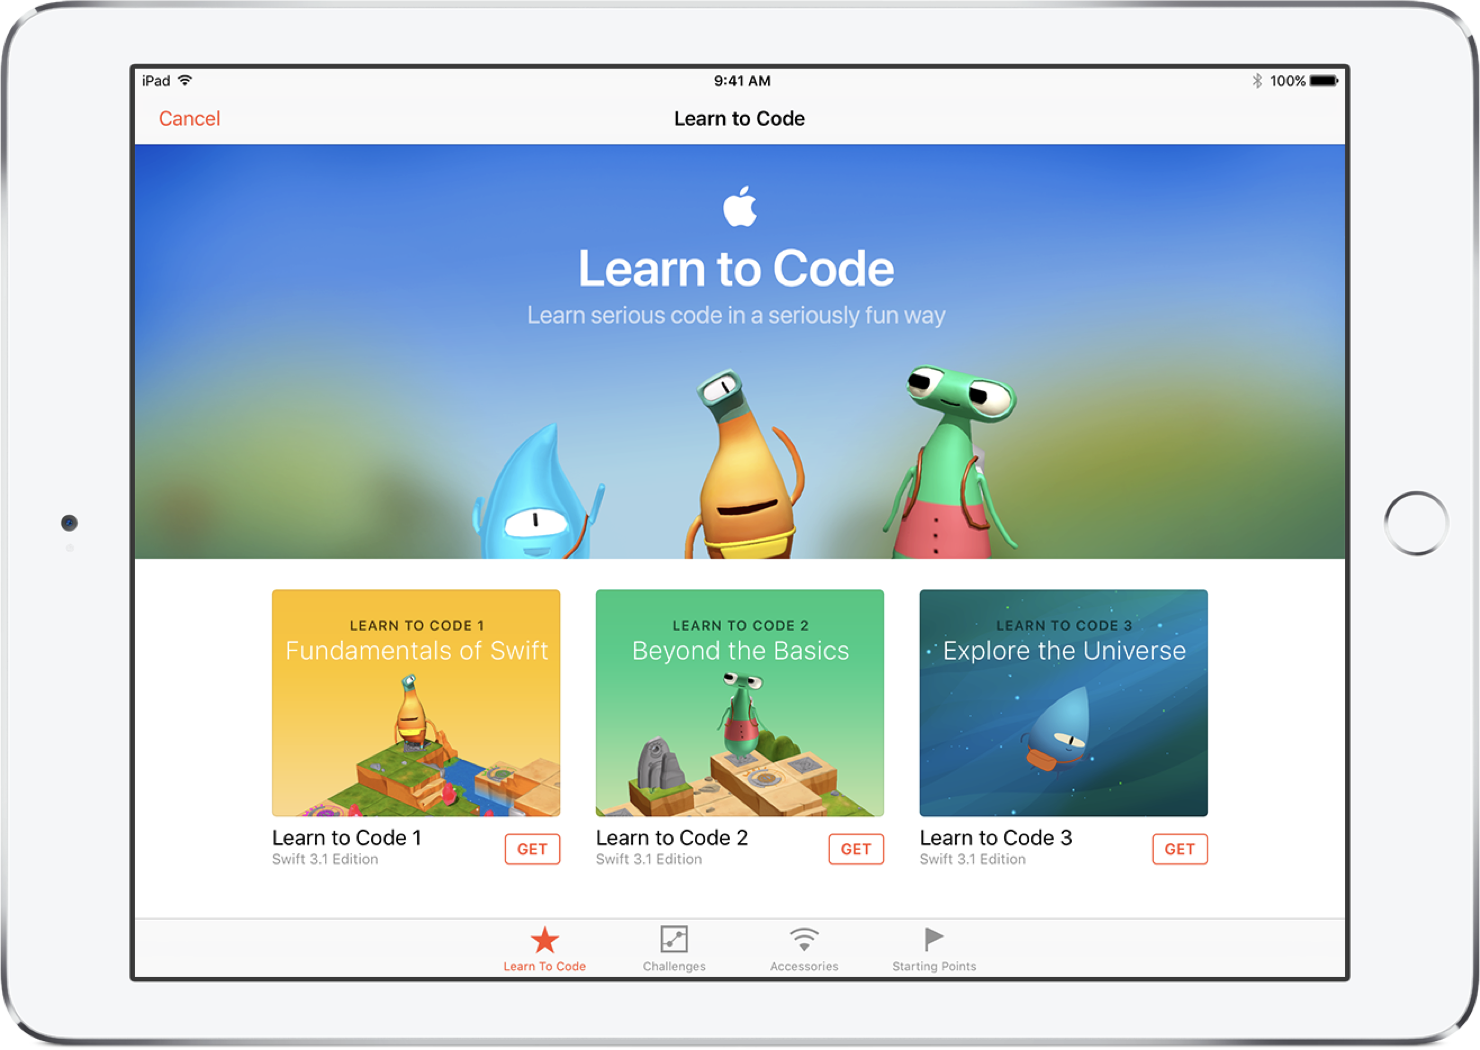 iPad 9:41 AM 100%
Cancel Learn to Code
Learn to Code
Learn serious code in a seriously fun way
LEARN TO CODE 1
Fundamentals of Swift
LEARN TO CODE 2
Beyond the Basics
LEARN TO CODE 3
Explore the Universe
Learn to Code 1
Swift 3.1 Edition
GET
Learn to Code 2
Swift 3.1 Edition
GET
Learn to Code 3
Swift 3.1 Edition
GET
Learn To Code
Challenges
Accessories
Starting Points